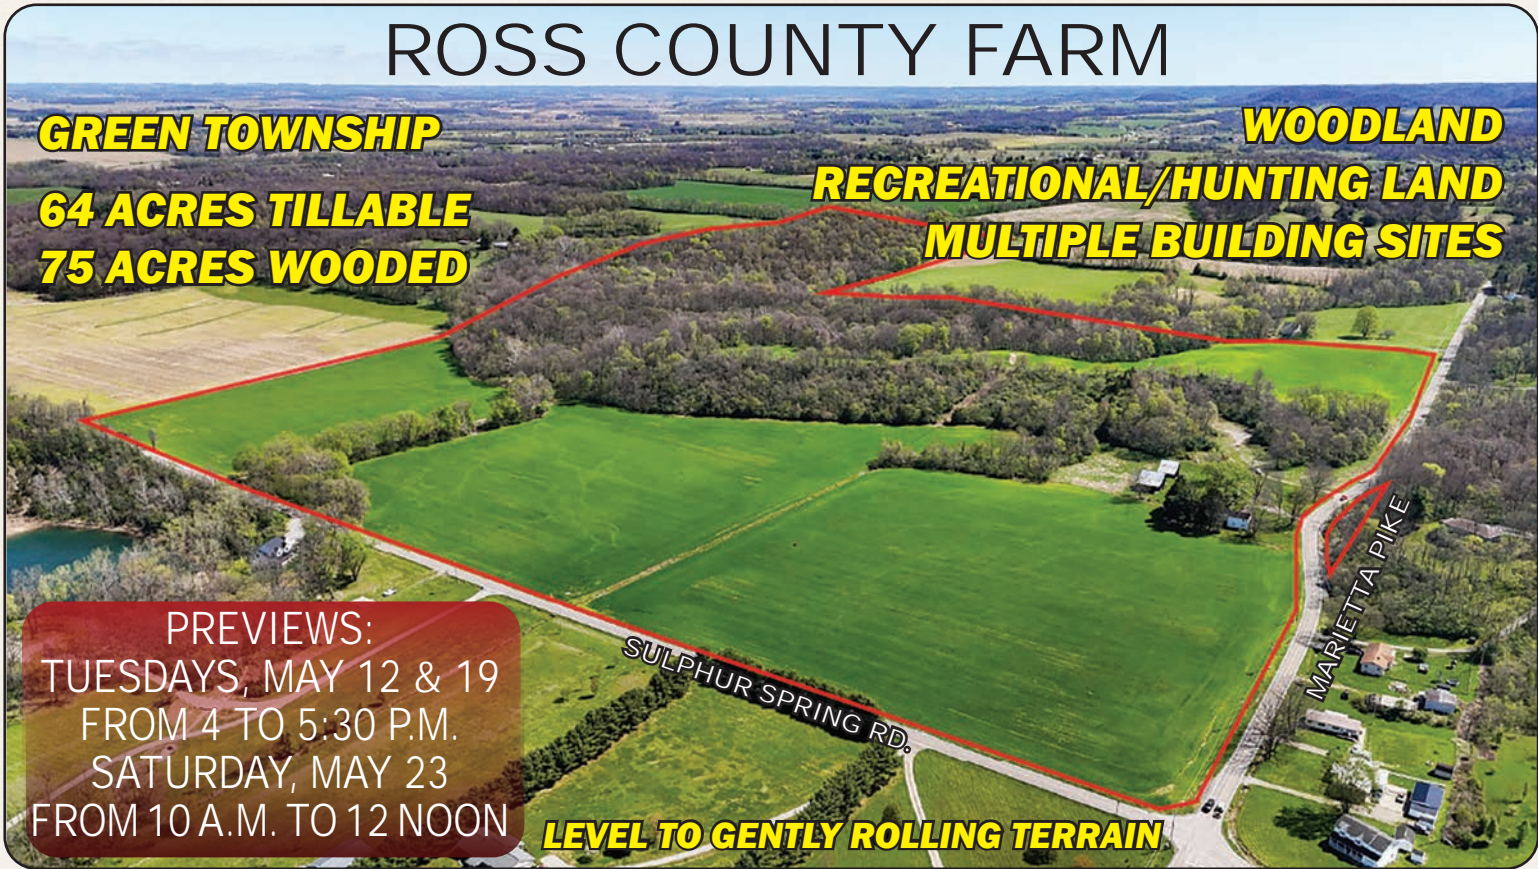 ROSS COUNTY FARM
GREEN TOWNSHIP
64 ACRES TILLABLE
75 ACRES WOODED
WOODLAND
RECREATIONAL/HUNTING LAND
MULTIPLE BUILDING SITES
MARIETTA PIKE
SULPHUR SPRING RD.
PREVIEWS:
TUESDAYS, MAY 12 & 19
FROM 4 TO 5:30 P.M.
SATURDAY, MAY 23
FROM 10 A.M. TO 12 NOON
LEVEL TO GENTLY ROLLING TERRAIN